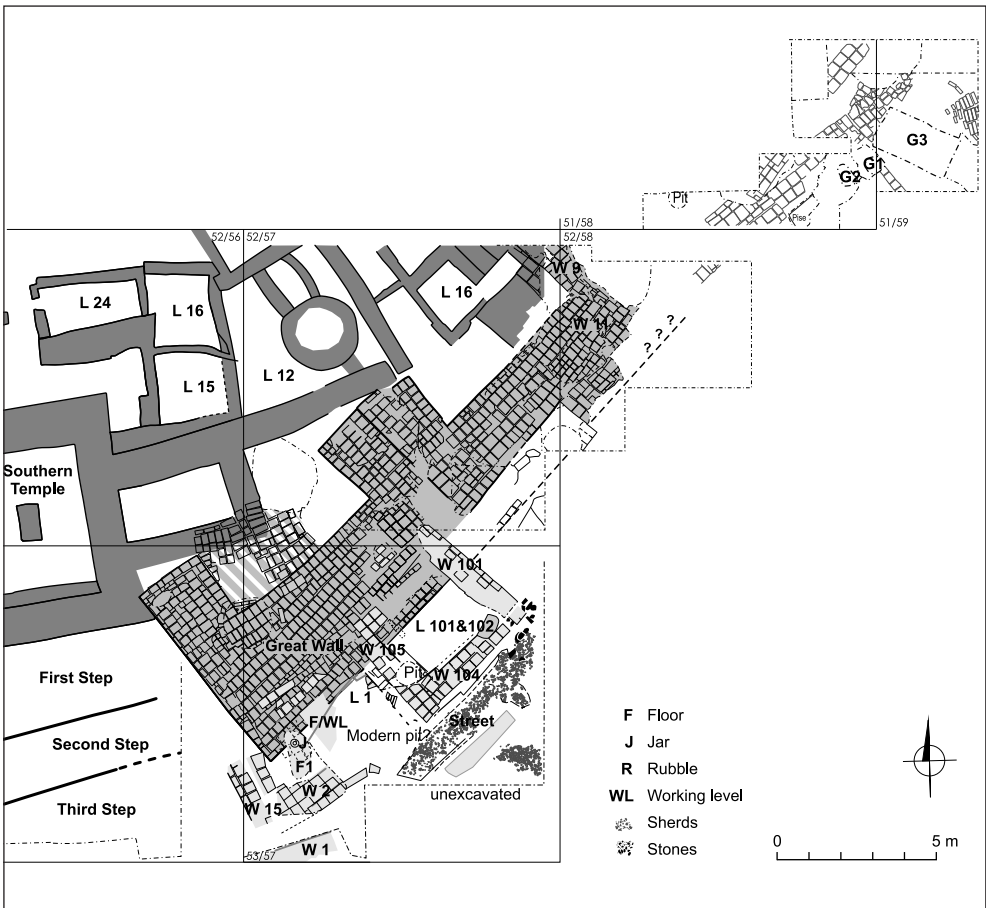 G3
G1
G2
Pit
Pise
51/58
51/59
52/56
52/57
52/58
W 9
L 24
L 16
L 16
W 11
? ? ?
L 15
L 12
Southern
Temple
W 101
L 101&102
Great Wall
W 105
Pit
W 104
First Step
L 1
Street
F/WL
Modern pit?
Second Step
J
F1
W 2
unexcavated
Third Step
W 15
W 1
53/57
F Floor
J Jar
R Rubble
WL Working level
Sherds
Stones
0 5 m